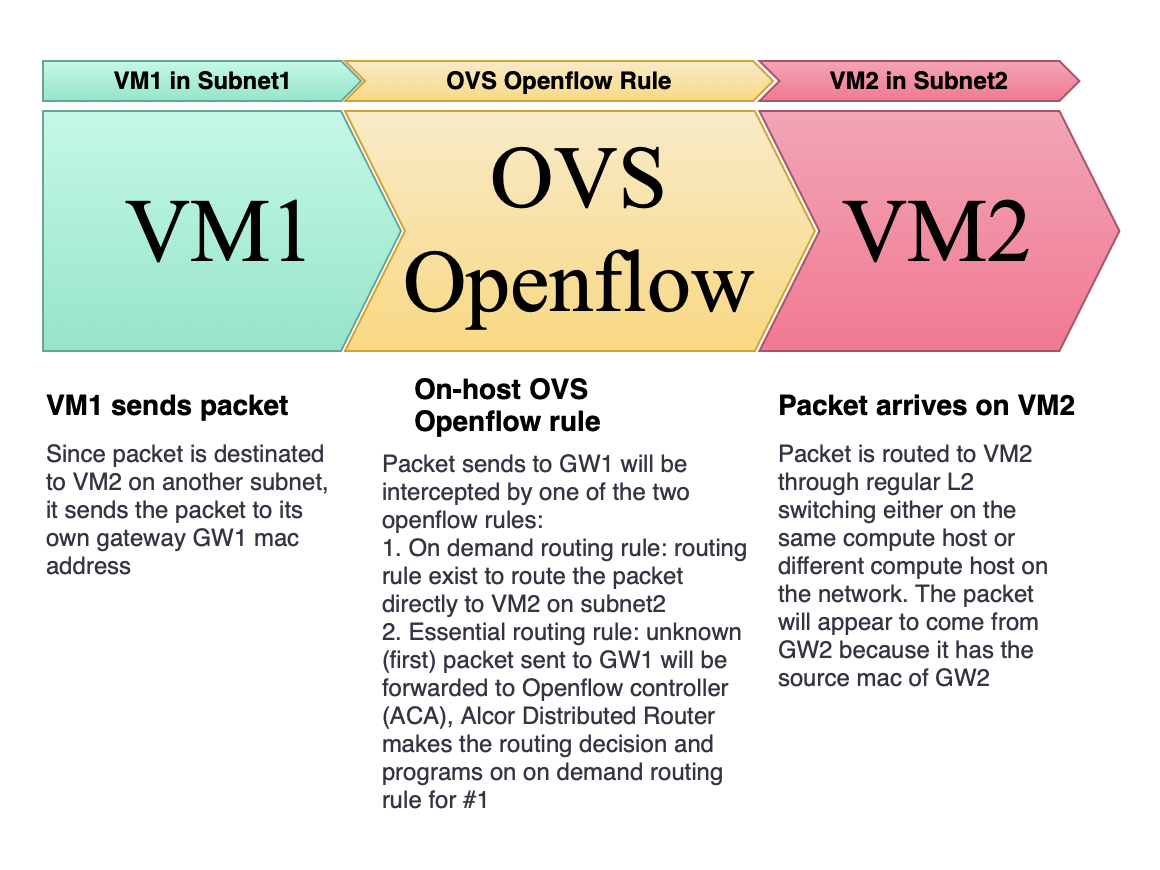 VM1 in Subnet1
OVS Openflow Rule
VM2 in Subnet2
VM1
OVS
Openflow
VM2
VM1 sends packet
Since packet is destinated
to VM2 on another subnet,
it sends the packet to its
own gateway GW1 mac
address
On-host OVS
Openflow rule
Packet sends to GW1 will be
intercepted by one of the two
openflow rules:
1. On demand routing rule: routing
rule exist to route the packet
directly to VM2 on subnet2
2. Essential routing rule: unknown
(first) packet sent to GW1 will be
forwarded to Openflow controller
(ACA), Alcor Distributed Router
makes the routing decision and
programs on on demand routing
rule for #1
Packet arrives on VM2
Packet is routed to VM2
through regular L2
switching either on the
same compute host or
different compute host on
the network. The packet
will appear to come from
GW2 because it has the
source mac of GW2